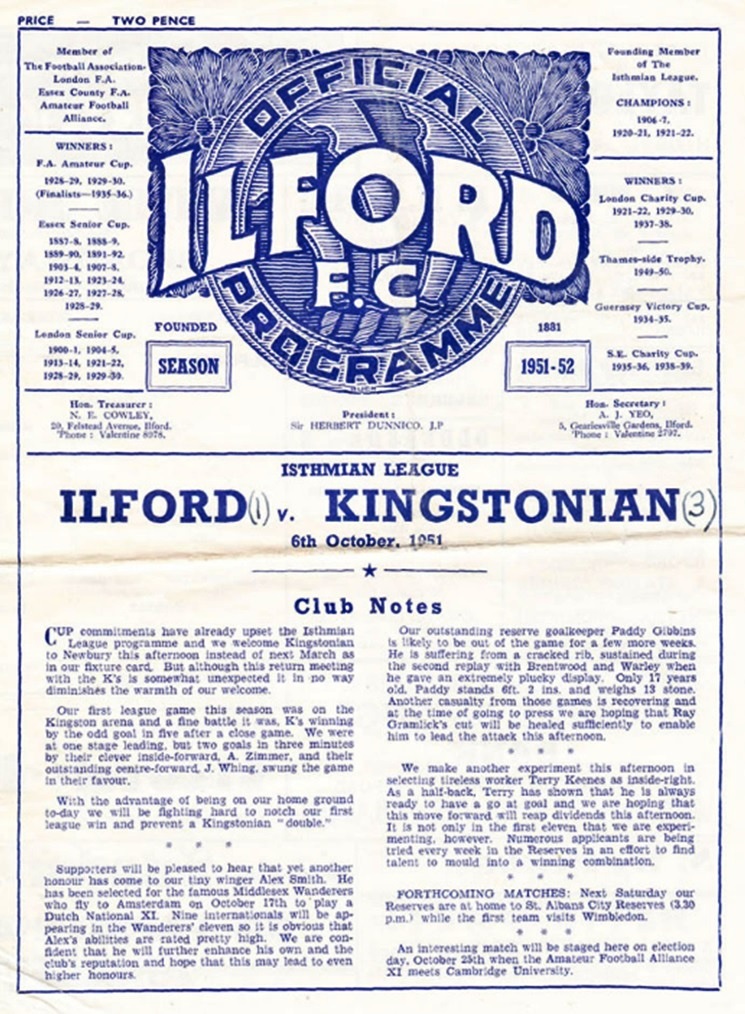 PRICE — TWO PENCE
Member of
The Football Association
London F.A.
Essex County F.A.
Amateur Football
Alliance.
WINNERS :
F.A. Amateur Cup.
1928-29, 1929-30.
(Finalists—1935-36.)
Essex Senior Cup.
1887-8, 1888-9,
1889-90, 1891-92,
1903-4, 1907-8,
1912-13, 1923-24,
1926-27, 1927-28,
1928-29.
London Senior Cup.
1900-1, 1904-5,
1913-14, 1921-22,
1928-29, 1929-30.
OFFICIAL
ILFORD
F.C
PROGRAMME
FOUNDED
1881
SEASON
1951-52
Founding Member
of The
Isthmian League.
CHAMPIONS :
1906-7,
1920-21, 1921-22.
WINNERS :
London Charity Cup.
1921-22, 1929-30,
1937-38.
Thames-side Trophy.
1949-50.
Guernsey Victory Cup.
1934-35.
S.E. Charity Cup.
1935-36, 1938-39.
Hon. Treasurer :
N. E. COWLEY,
29, Felstead Avenue, Ilford.
'Phone : Valentine 8978.
President :
Sir HERBERT DUNNICO, J.P
Hon. Secretary :
A. J. YEO,
5, Gearlesville Gardens, Ilford.
'Phone : Valentine 2797.
ISTHMIAN LEAGUE
ILFORD (1) v. KINGSTONIAN (3)
6th October, 1951
Club Notes
CUP commitments have already upset the Isthmian
League programme and we welcome Kingstonian
to Newbury this afternoon instead of next March as
in our fixture card. But although this return meeting
with the K's is somewhat unexpected it in no way
diminishes the warmth of our welcome.
Our first league game this season was on the
Kingston arena and a fine battle it was, K's winning
by the odd goal in five after a close game. We were
at one stage leading, but two goals in three minutes
by their clever inside-forward, A. Zimmer, and their
outstanding centre-forward, J. Whing, swung the game
in their favour.
With the advantage of being on our home ground
to-day we will be fighting hard to notch our first
league win and prevent a Kingstonian "double."
* * *
Supporters will be pleased to hear that yet another
honour has come to our tiny winger Alex Smith. He
has been selected for the famous Middlesex Wanderers
who fly to Amsterdam on October 17th to play a
Dutch National XI. Nine internationals will be ap-
pearing in the Wanderers' eleven so it is obvious that
Alex's abilities are rated pretty high. We are con-
fident that he will further enhance his own and the
club's reputation and hope that this may lead to even
higher honours.
Our outstanding reserve goalkeeper Paddy Gibbins
is likely to be out of the game for a few more weeks.
He is suffering from a cracked rib, sustained during
the second replay with Brentwood and Warley when
he gave an extremely plucky display. Only 17 years
old, Paddy stands 6ft. 2 ins. and weighs 13 stone.
Another casualty from those games is recovering and
at the time of going to press we are hoping that Ray
Gramlick's cut will be healed sufficiently to enable
him to lead the attack this afternoon.
* * * *
We make another experiment this afternoon in
selecting tireless worker Terry Keenes as inside-right.
As a half-back, Terry has shown that he is always
ready to have a go at goal and we are hoping that
this move forward will reap dividends this afternoon.
It is not only in the first eleven that we are experi-
menting, however. Numerous applicants are being
tried every week in the Reserves in an effort to find
talent to mould into a winning combination.
* * *
FORTHCOMING MATCHES: Next Saturday our
Reserves are at home to St. Albans City Reserves (3.30
p.m.) while the first team visits Wimbledon.
* * *
An interesting match will be staged here on election
day, October 25th when the Amateur Football Alliance
XI meets Cambridge University.